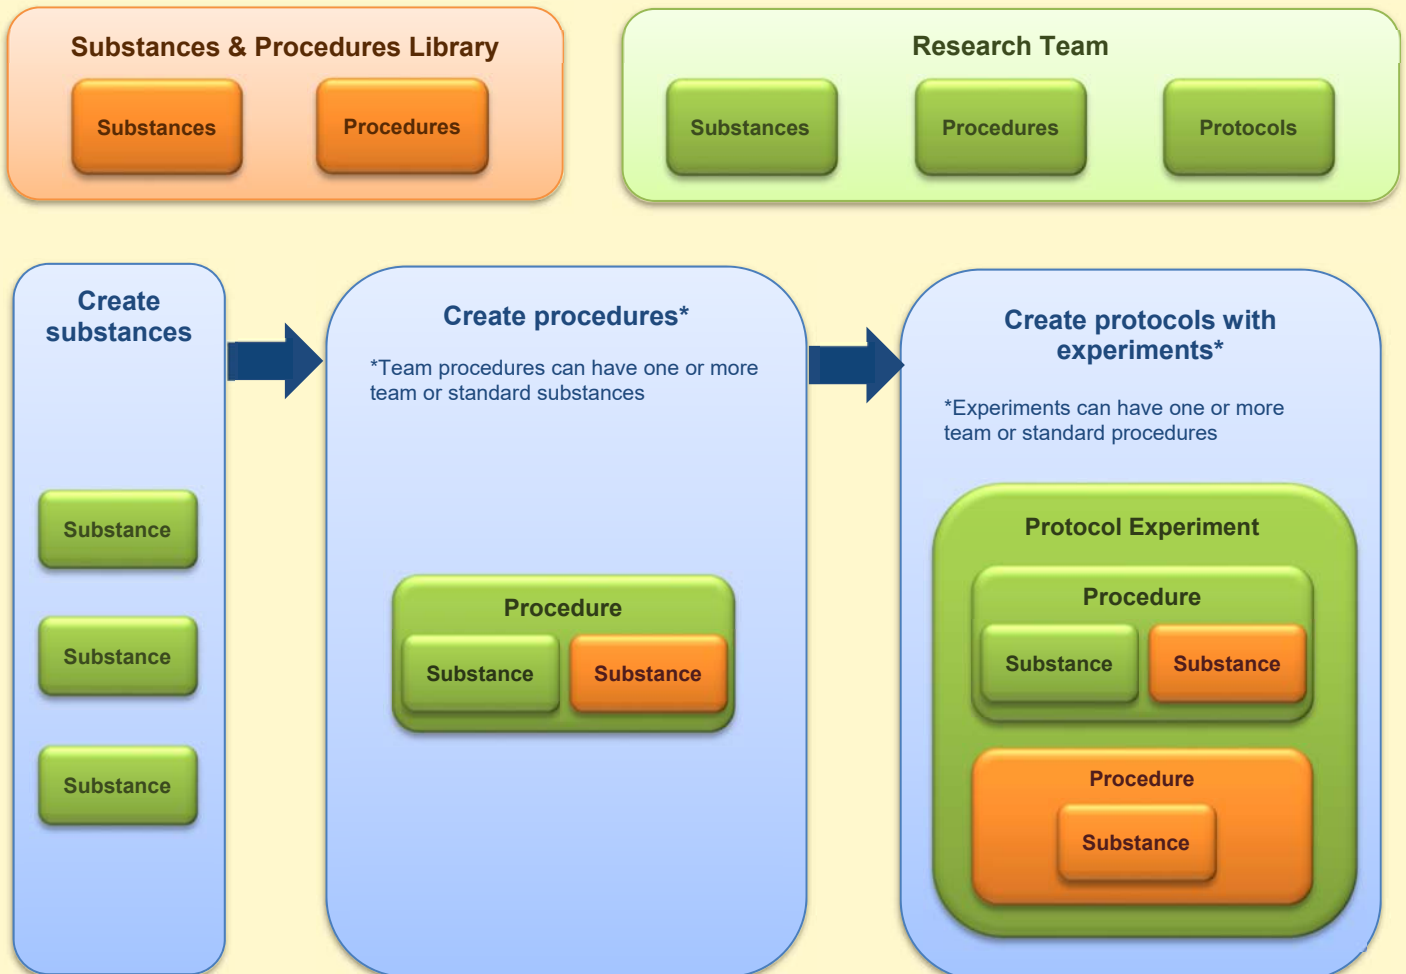 Substances & Procedures Library
Substances
Procedures
Research Team
Substances
Procedures
Protocols
Create
substances
Substance
Substance
Substance
Create procedures*
*Team procedures can have one or more
team or standard substances
Procedure
Substance
Substance
Create protocols with
experiments*
*Experiments can have one or more
team or standard procedures
Protocol Experiment
Procedure
Substance
Substance
Procedure
Substance